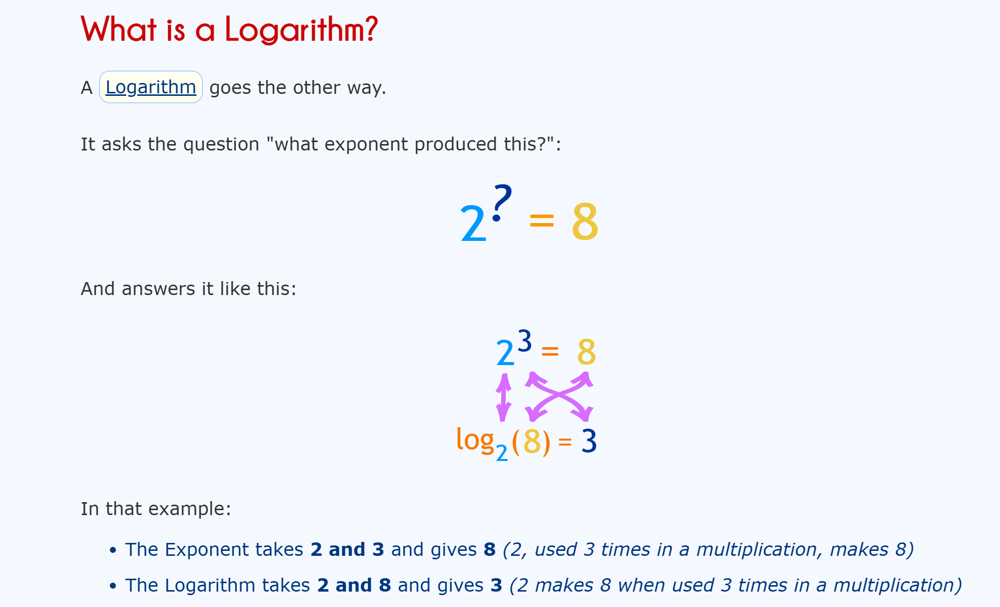 What is a Logarithm?
A Logarithm goes the other way.
It asks the question "what exponent produced this?":
2^? = 8
And answers it like this:
2^3 = 8
log_2(8) = 3
In that example:
• The Exponent takes 2 and 3 and gives 8 (2, used 3 times in a multiplication, makes 8)
• The Logarithm takes 2 and 8 and gives 3 (2 makes 8 when used 3 times in a multiplication)